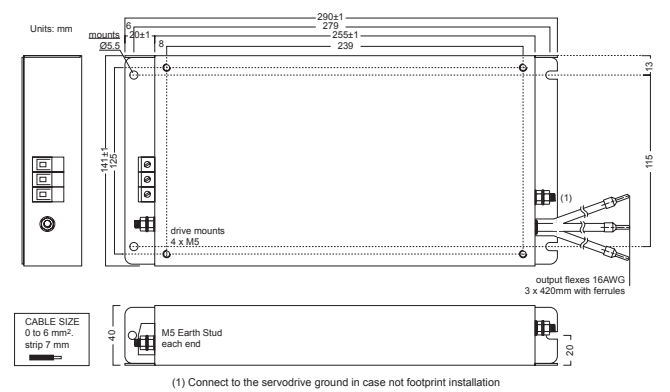 Units: mm
290±1
279
6
mounts
20±1
255±1
Ø5.5
8
239
13
141±1
125
115
(1)
drive mounts
4 x M5
output flexes 16AWG
3 x 420mm with ferrules
CABLE SIZE
0 to 6 mm².
strip 7 mm
40
M5 Earth Stud
each end
20
(1) Connect to the servodrive ground in case not footprint installation